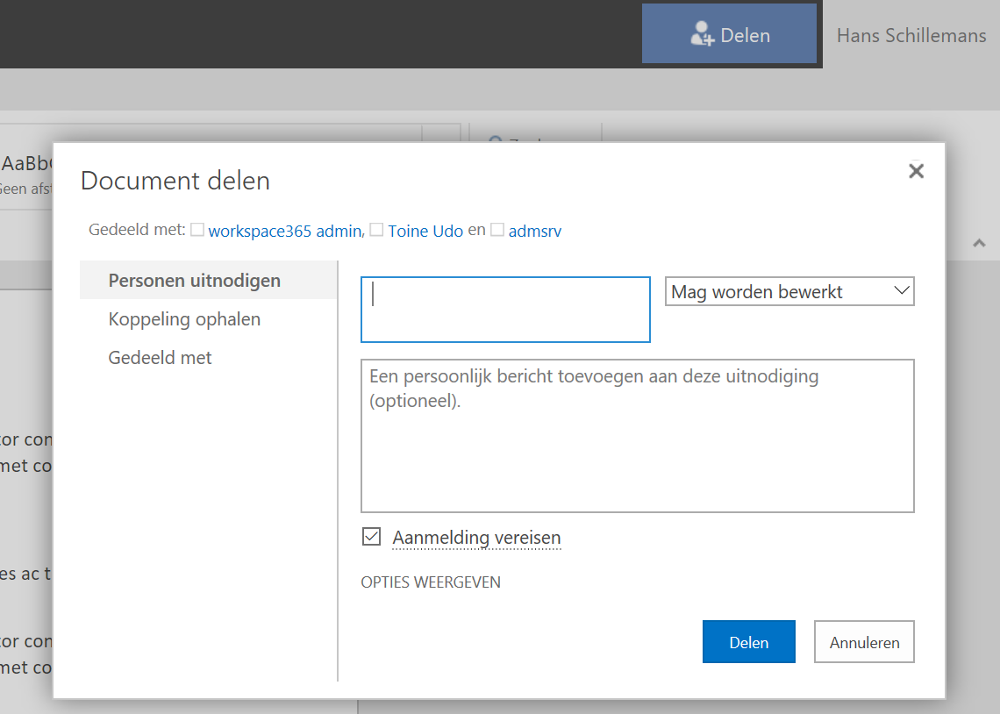 Delen
Hans Schillemans
AaBb
Geen afst
Document delen
Gedeeld met: workspace365 admin, Toine Udo en admsrv
Personen uitnodigen
Koppeling ophalen
Gedeeld met
Mag worden bewerkt
Een persoonlijk bericht toevoegen aan deze uitnodiging
(optioneel).
Aanmelding vereisen
OPTIES WEERGEVEN
Delen
Annuleren
tor con
met co
es ac t
tor con
met co